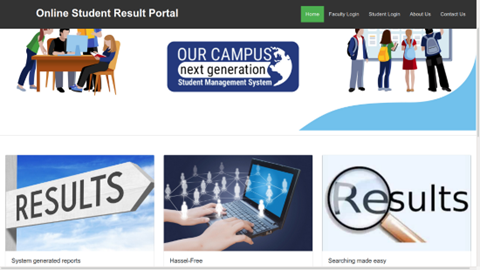 Online Student Result Portal
Home Faculty Login Student Login About Us Contact Us
OUR CAMPUS
next generation
Student Management System
RESULTS
Results
System generated reports
Hassel-Free
Searching made easy